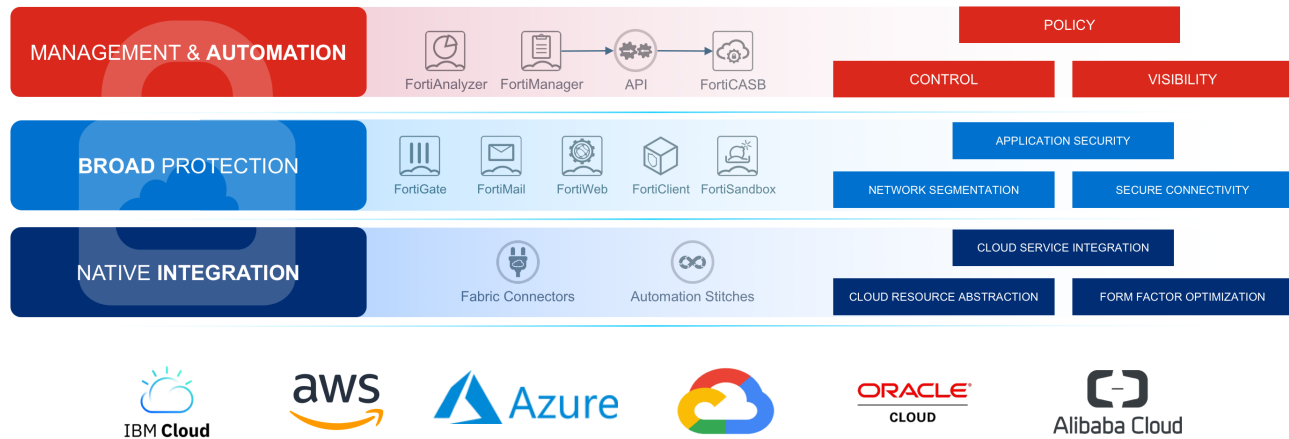 MANAGEMENT & AUTOMATION
FortiAnalyzer
FortiManager
API
FortiCASB
POLICY
CONTROL
VISIBILITY
BROAD PROTECTION
FortiGate
FortiMail
FortiWeb
FortiClient
FortiSandbox
APPLICATION SECURITY
NETWORK SEGMENTATION
SECURE CONNECTIVITY
NATIVE INTEGRATION
Fabric Connectors
Automation Stitches
CLOUD SERVICE INTEGRATION
CLOUD RESOURCE ABSTRACTION
FORM FACTOR OPTIMIZATION
IBM Cloud
aws
Azure
ORACLE®
CLOUD
Alibaba Cloud